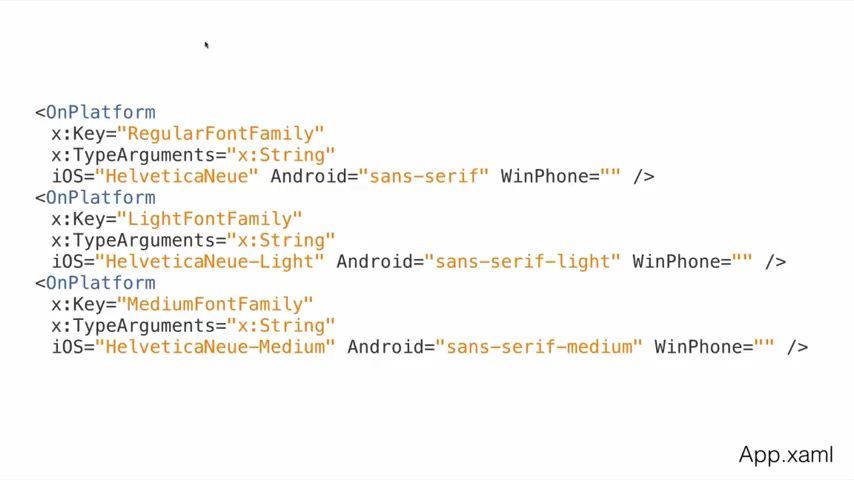 <OnPlatform
x:Key="RegularFontFamily"
x:TypeArguments="x:String"
iOS="HelveticaNeue" Android="sans-serif" WinPhone="" />
<OnPlatform
x:Key="LightFontFamily"
x:TypeArguments="x:String"
iOS="HelveticaNeue-Light" Android="sans-serif-light" WinPhone="" />
<OnPlatform
x:Key="MediumFontFamily"
x:TypeArguments="x:String"
iOS="HelveticaNeue-Medium" Android="sans-serif-medium" WinPhone="" />
App.xaml